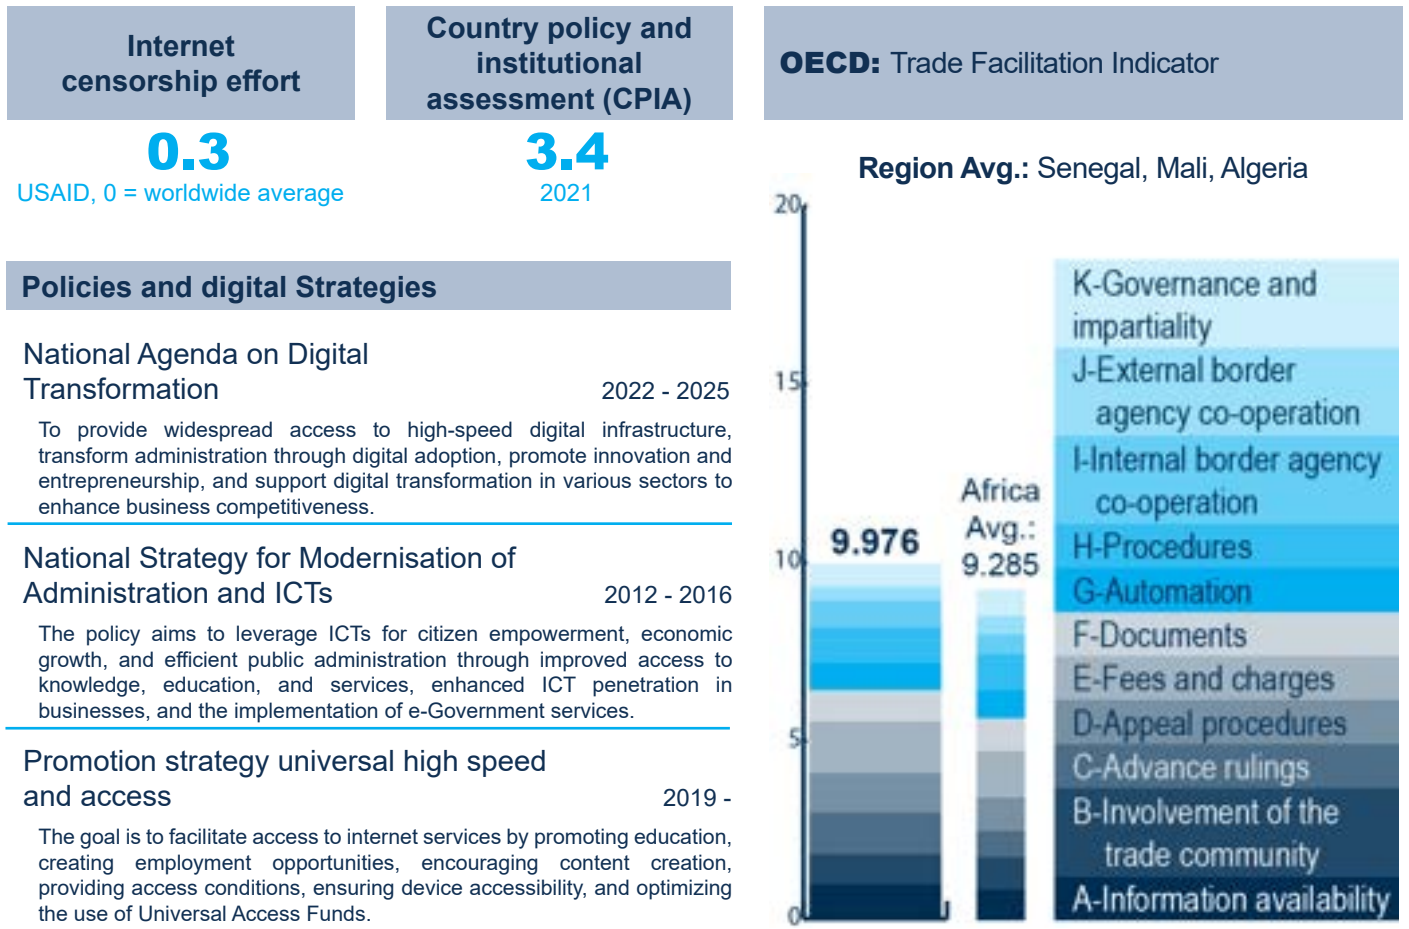 Internet
censorship effort
0.3
USAID, 0 = worldwide average
Country policy and
institutional
assessment (CPIA)
3.4
2021
Policies and digital Strategies
National Agenda on Digital
Transformation 2022 - 2025
To provide widespread access to high-speed digital infrastructure,
transform administration through digital adoption, promote innovation and
entrepreneurship, and support digital transformation in various sectors to
enhance business competitiveness.
National Strategy for Modernisation of
Administration and ICTs 2012 - 2016
The policy aims to leverage ICTs for citizen empowerment, economic
growth, and efficient public administration through improved access to
knowledge, education, and services, enhanced ICT penetration in
businesses, and the implementation of e-Government services.
Promotion strategy universal high speed
and access 2019 -
The goal is to facilitate access to internet services by promoting education,
creating employment opportunities, encouraging content creation,
providing access conditions, ensuring device accessibility, and optimizing
the use of Universal Access Funds.
OECD: Trade Facilitation Indicator
Region Avg.: Senegal, Mali, Algeria
20
15
10
5
0
9.976
Africa
Avg.:
9.285
K-Governance and
impartiality
J-External border
agency co-operation
I-Internal border agency
co-operation
H-Procedures
G-Automation
F-Documents
E-Fees and charges
D-Appeal procedures
C-Advance rulings
B-Involvement of the
trade community
A-Information availability